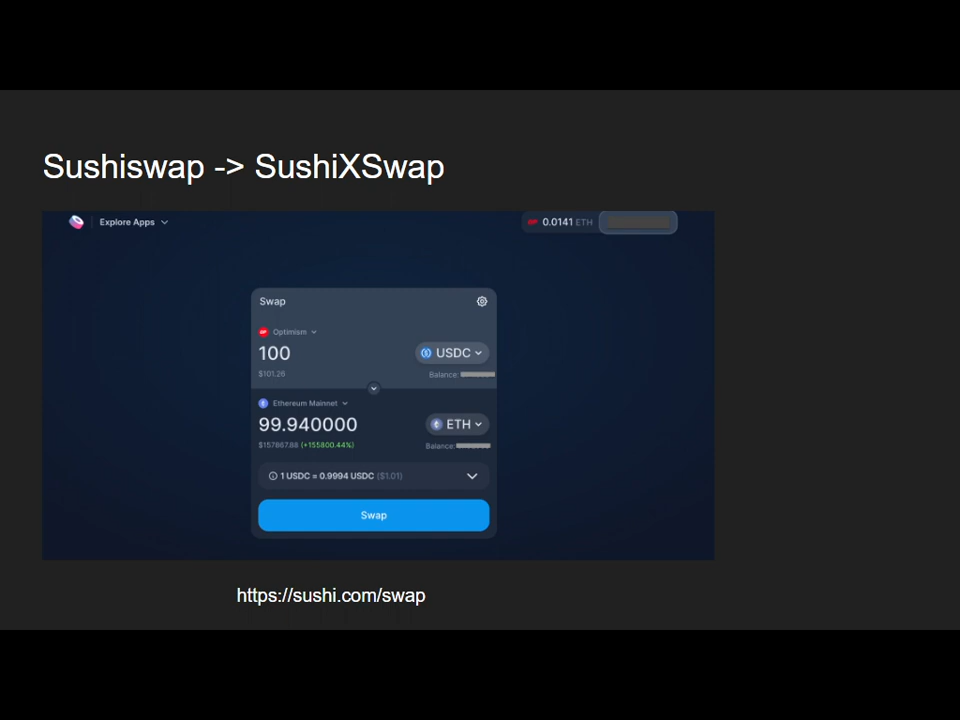 Sushiswap -> SushiXSwap
Explore Apps
0.0141 ETH
Swap
Optimism
100
USDC
$101.26
Balance:
Ethereum Mainnet
99.940000
ETH
$157867.88 (+155800.44%)
Balance:
1 USDC = 0.9994 USDC ($1.01)
Swap
https://sushi.com/swap